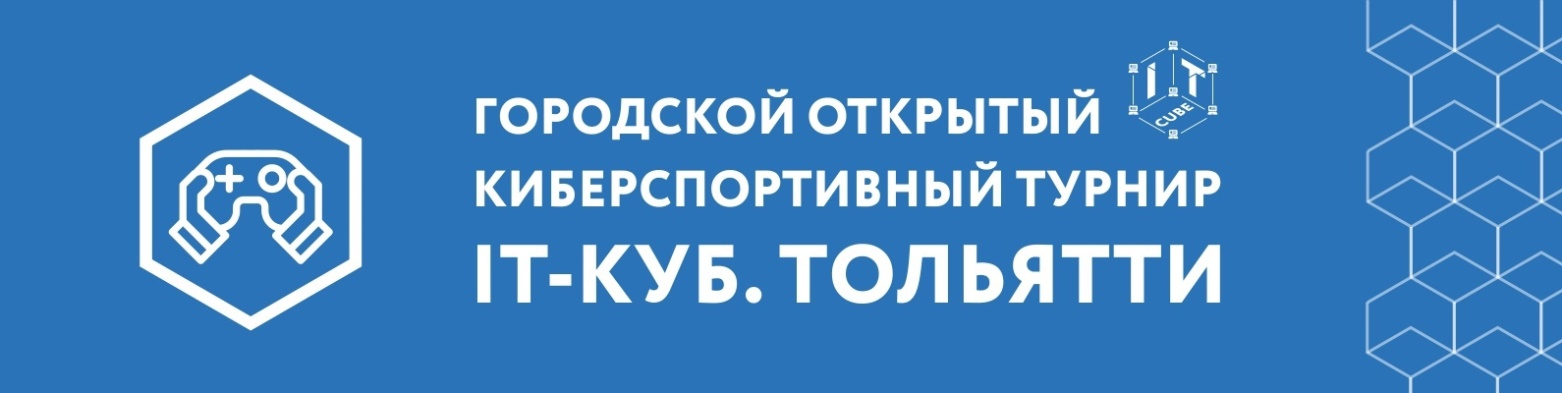 ГОРОДСКОЙ ОТКРЫТЫЙ
IT
CUBE
КИБЕРСПОРТИВНЫЙ ТУРНИР
IT-КУБ. ТОЛЬЯТТИ